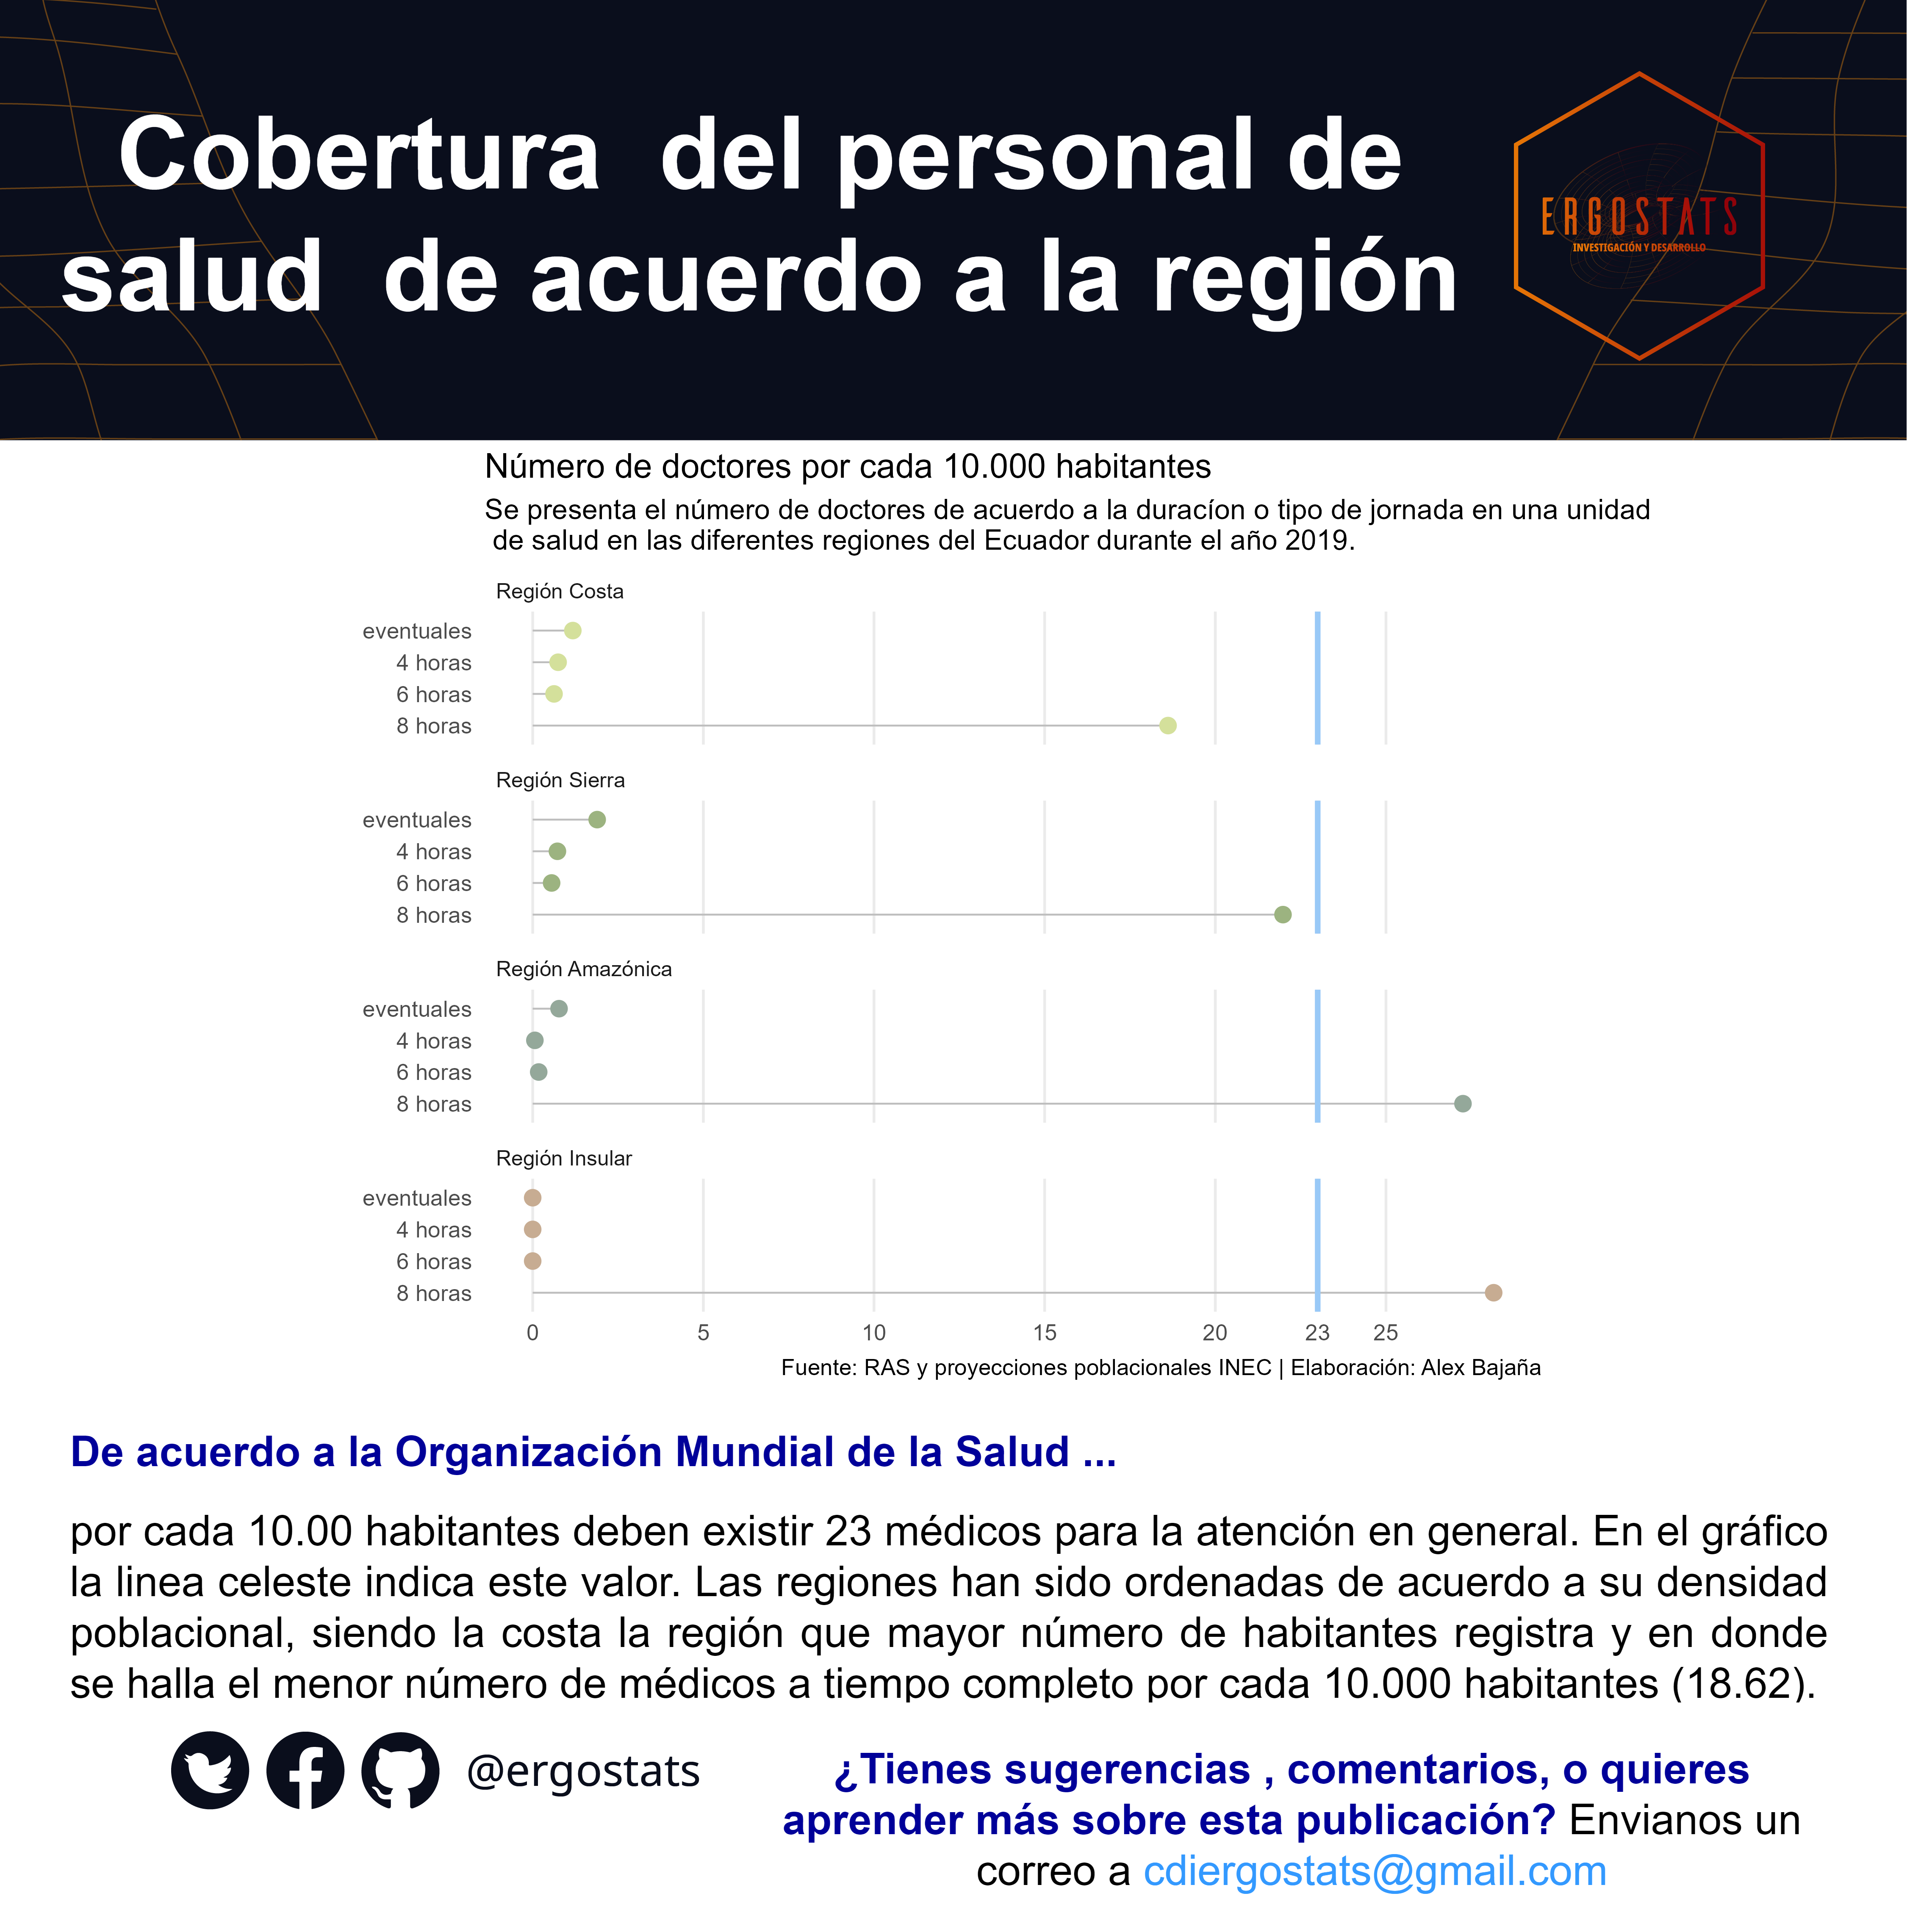 Cobertura  del personal de
salud  de acuerdo a la región
ERGOSTATS
INVESTIGACIÓN Y DESARROLLO
Número de doctores por cada 10.000 habitantes
Se presenta el número de doctores de acuerdo a la duracíon o tipo de jornada en una unidad
de salud en las diferentes regiones del Ecuador durante el año 2019.
Región Costa
eventuales
4 horas
6 horas
8 horas
Región Sierra
eventuales
4 horas
6 horas
8 horas
Región Amazónica
eventuales
4 horas
6 horas
8 horas
Región Insular
eventuales
4 horas
6 horas
8 horas
0 5 10 15 20 23 25
Fuente: RAS y proyecciones poblacionales INEC | Elaboración: Alex Bajaña
De acuerdo a la Organización Mundial de la Salud ...
por cada 10.00 habitantes deben existir 23 médicos para la atención en general. En el gráfico
la linea celeste indica este valor. Las regiones han sido ordenadas de acuerdo a su densidad
poblacional, siendo la costa la región que mayor número de habitantes registra y en donde
se halla el menor número de médicos a tiempo completo por cada 10.000 habitantes (18.62).
@ergostats
¿Tienes sugerencias , comentarios, o quieres
aprender más sobre esta publicación? Envianos un
correo a cdiergostats@gmail.com